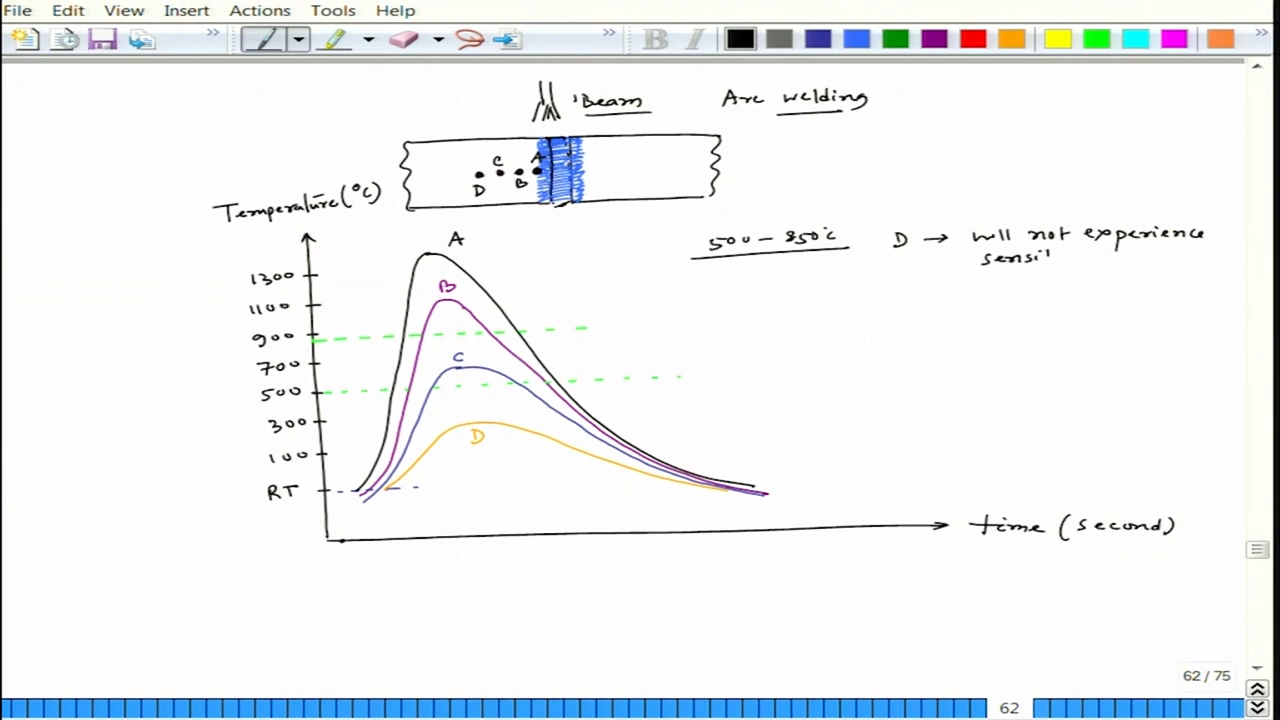 File Edit View Insert Actions Tools Help
B I
Beam Arc welding
A
C
D B
Temperature (°C)
500 - 850°C D → will not experience
sensi
A
1300
B
1100
900
C
700
500
300
D
100
RT
time (second)
62 / 75
62